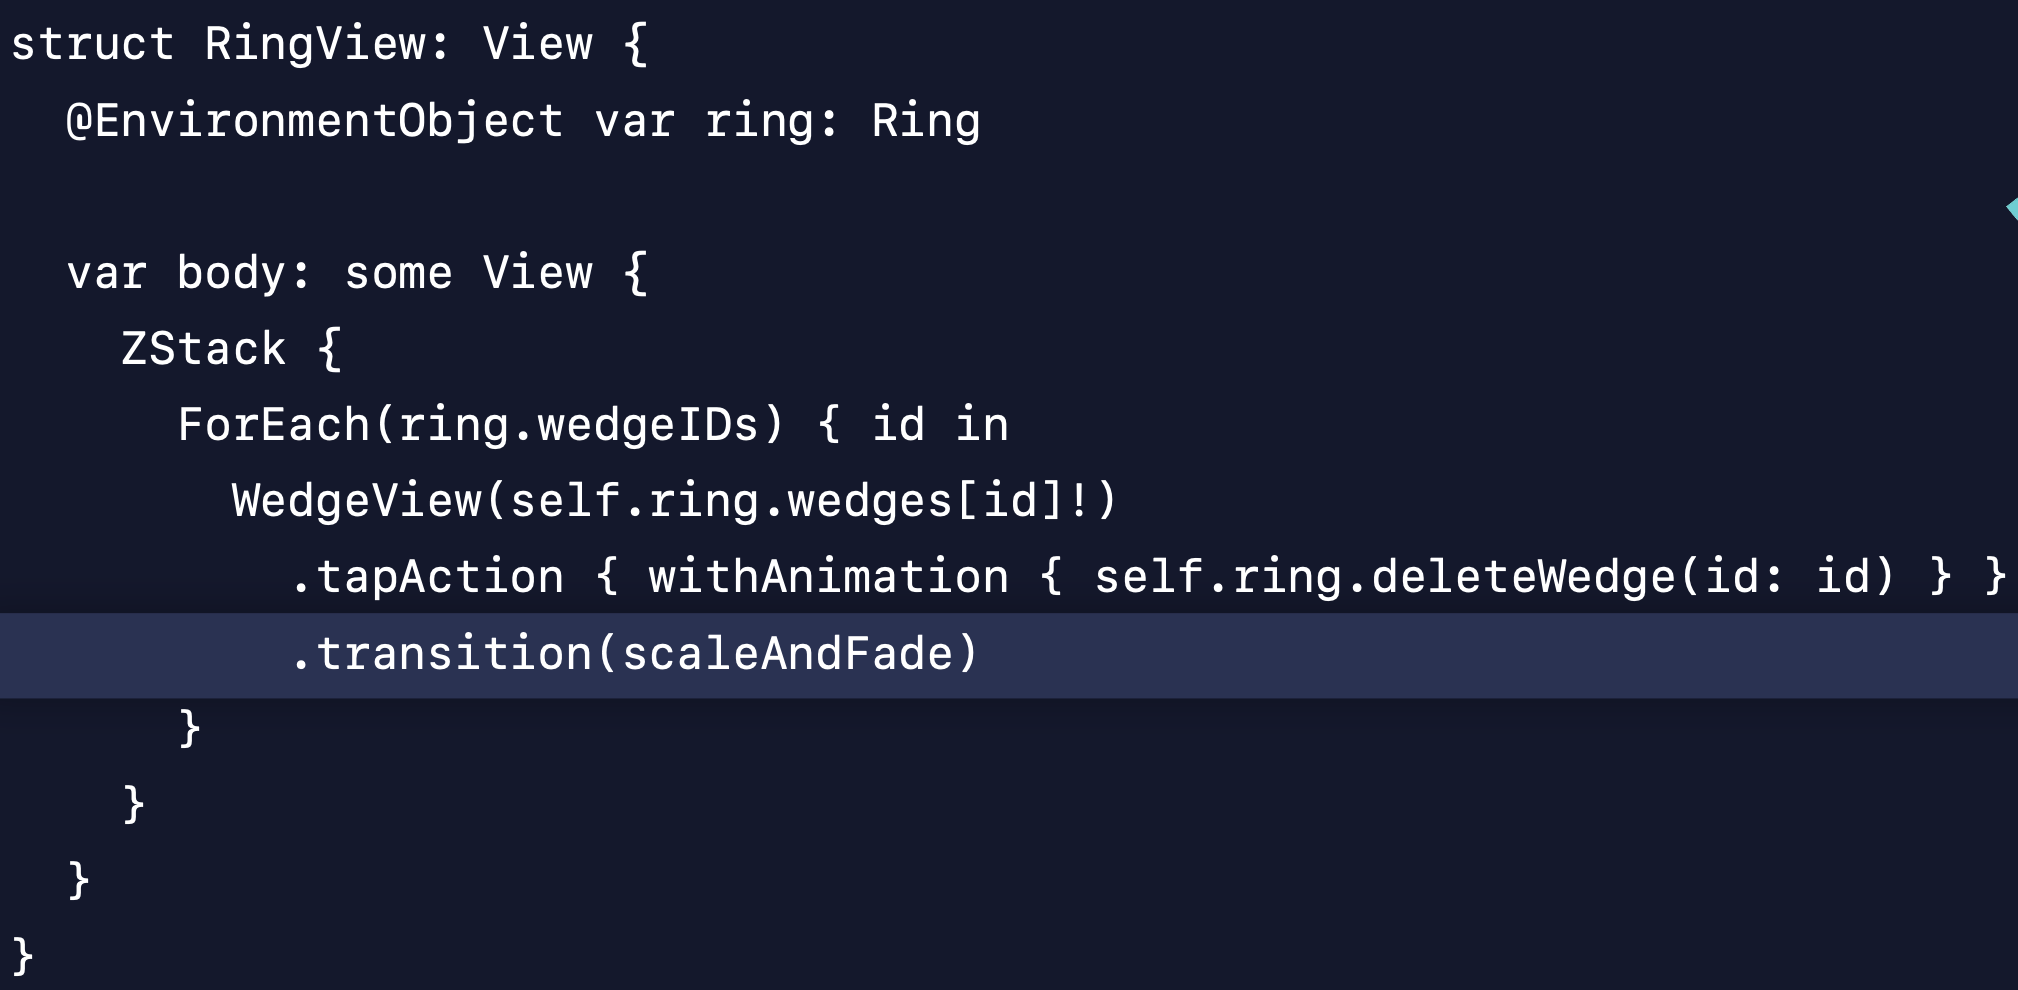 struct RingView: View {
  @EnvironmentObject var ring: Ring

  var body: some View {
    ZStack {
      ForEach(ring.wedgeIDs) { id in
        WedgeView(self.ring.wedges[id]!)
          .tapAction { withAnimation { self.ring.deleteWedge(id: id) } }
          .transition(scaleAndFade)
      }
    }
  }
}